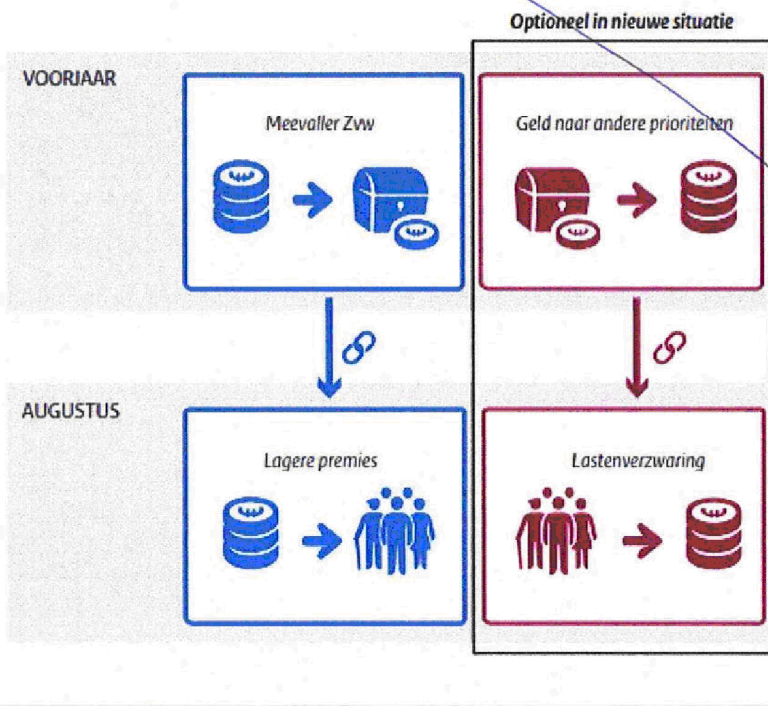 Optioneel in nieuwe situatie
VOORJAAR
Meevaller Zvw
Geld naar andere prioriteiten
AUGUSTUS
Lagere premies
Lastenverzwaring